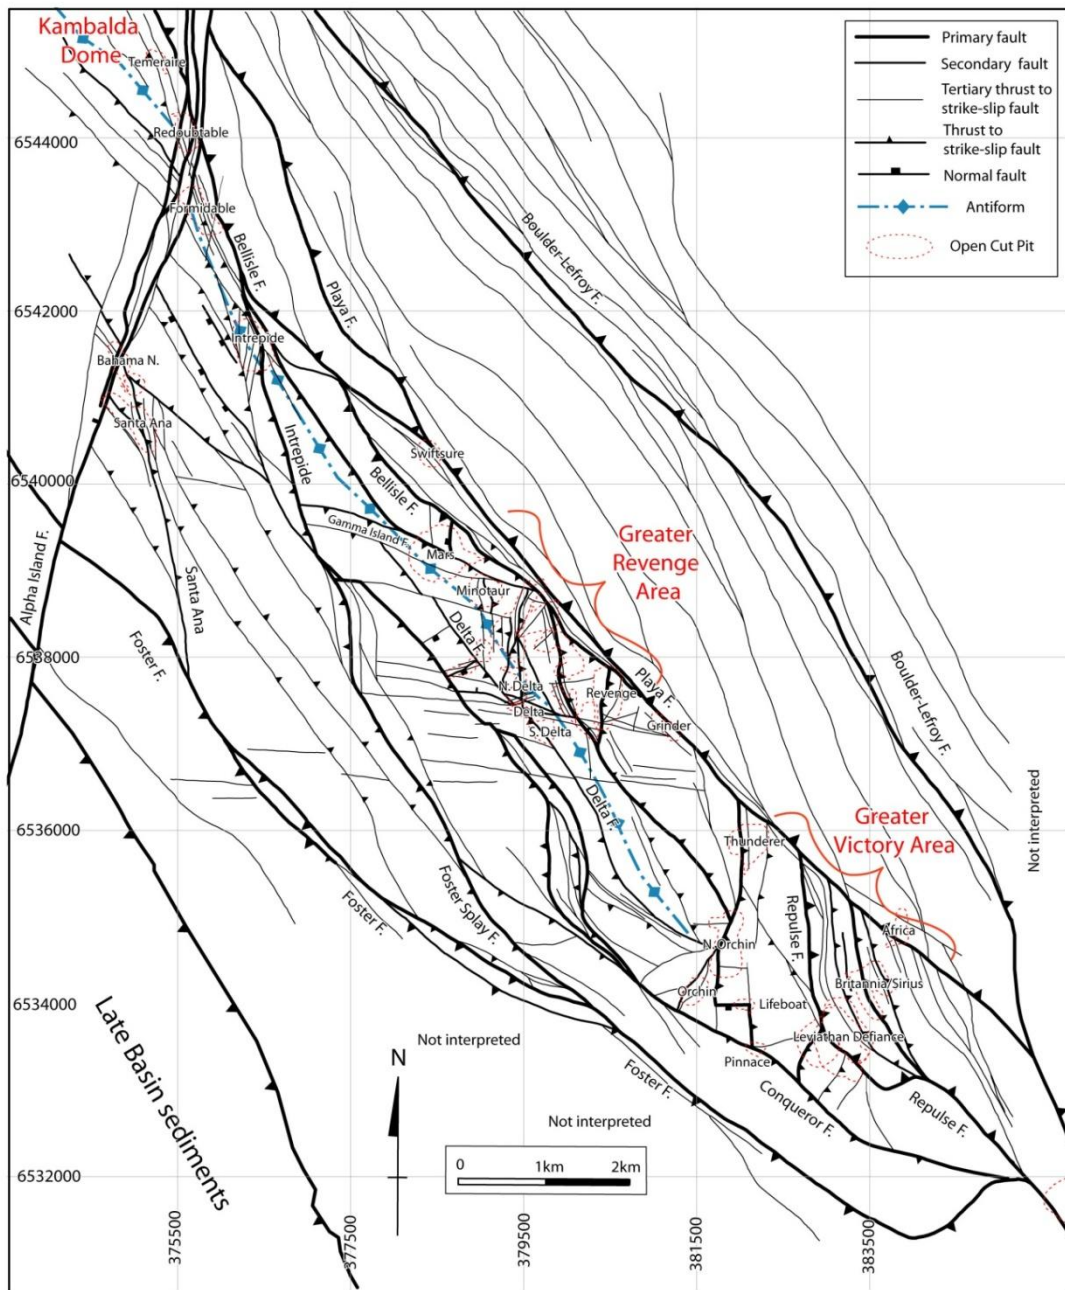 Kambalda
Dome
Temeraire
Redoubtable
Formidable
Bellisle F.
Playa F.
Boulder-Lefroy F.
Primary fault
Secondary fault
Tertiary thrust to
strike-slip fault
Thrust to
strike-slip fault
Normal fault
Antiform
Open Cut Pit
6544000
6542000
6540000
6538000
6536000
6534000
6532000
Intrepide
Bahama N.
Santa Ana
Intrepide
Swiftsure
Bellisle F.
Gamma Island F.
Mars
Minotaur
Greater
Revenge
Area
Alpha Island F.
Santa Ana
Foster F.
Delta F.
N. Delta
Delta
S. Delta
Revenge
Playa F.
Grinder
Boulder-Lefroy F.
Not interpreted
Delta F.
Greater
Victory Area
Thunderer
Foster F.
Foster Splay F.
Repulse F.
Africa
N. Orchin
Britannia/Sirius
Orchin
Lifeboat
Leviathan Defiance
Pinnace
Late Basin sediments
Not interpreted
N
Foster F.
Conqueror F.
Repulse F.
Not interpreted
0
1km
2km
375500
377500
379500
381500
383500